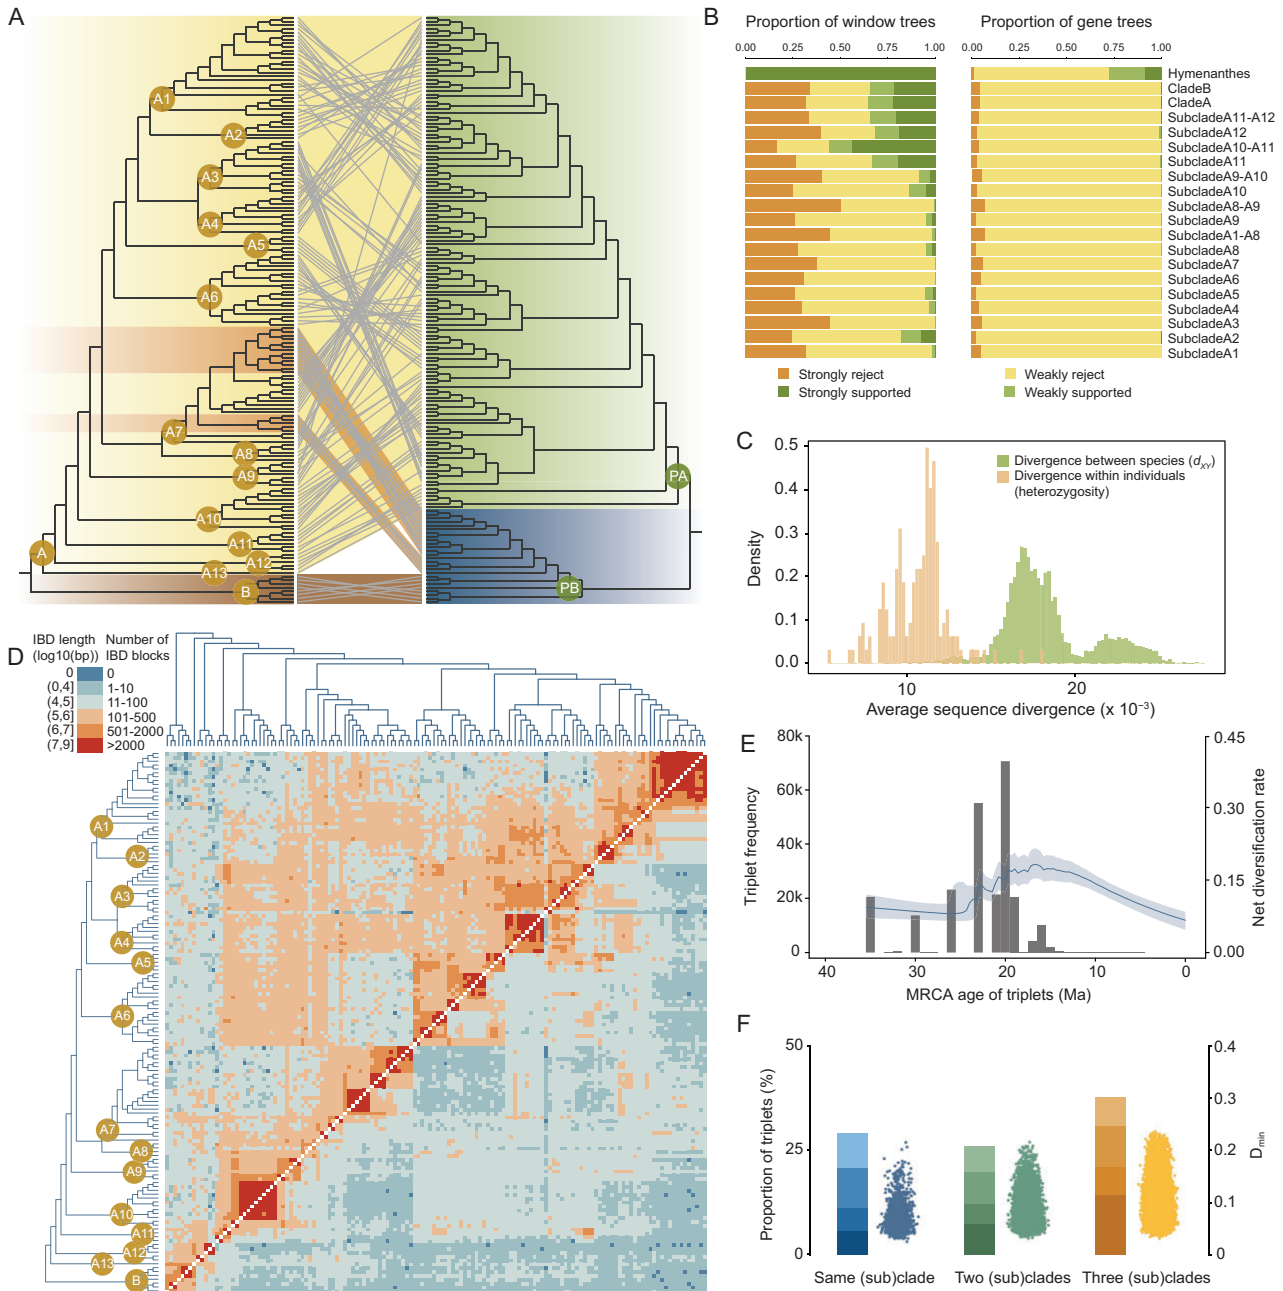 A
A1
A2
A3
A4
A5
A6
A7
A8
A9
A10
A11
A12
A13
A
B
PA
PB
B
Proportion of window trees
Proportion of gene trees
0.00 0.25 0.50 0.75 1.00
0.00 0.25 0.50 0.75 1.00
Hymenanthes
CladeB
CladeA
SubcladeA11-A12
SubcladeA12
SubcladeA10-A11
SubcladeA11
SubcladeA9-A10
SubcladeA10
SubcladeA8-A9
SubcladeA9
SubcladeA1-A8
SubcladeA8
SubcladeA7
SubcladeA6
SubcladeA5
SubcladeA4
SubcladeA3
SubcladeA2
SubcladeA1
Strongly reject
Weakly reject
Strongly supported
Weakly supported
C
0.5
0.4
0.3
0.2
0.1
0.0
Density
Divergence between species (dXY)
Divergence within individuals
(heterozygosity)
10 20
Average sequence divergence (x 10⁻³)
D
IBD length
(log10(bp))
Number of
IBD blocks
0 0
(0,4] 1-10
(4,5] 11-100
(5,6] 101-500
(6,7] 501-2000
(7,9] >2000
A1
A2
A3
A4
A5
A6
A7
A8
A9
A10
A11
A12
A13
B
E
80k
60k
40k
20k
0
Triplet frequency
0.45
0.30
0.15
0.00
Net diversification rate
40 30 20 10 0
MRCA age of triplets (Ma)
F
50
25
0
Proportion of triplets (%)
0.4
0.3
0.2
0.1
0
Dmin
Same (sub)clade
Two (sub)clades
Three (sub)clades